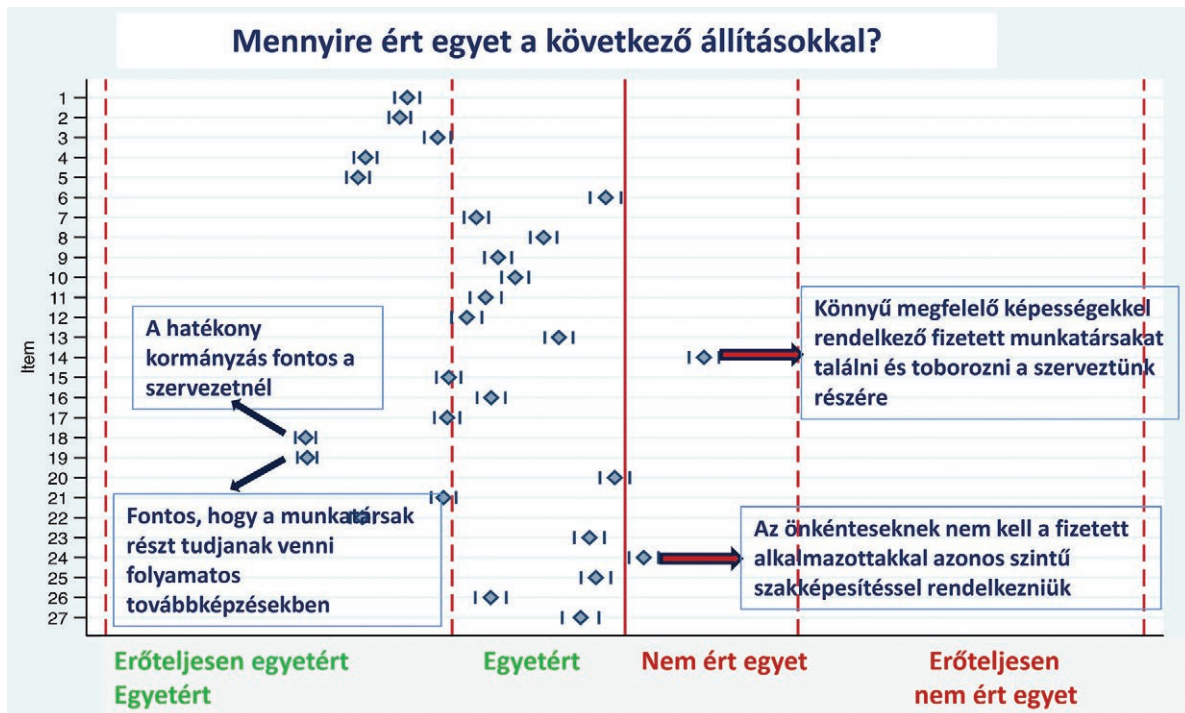 Mennyire ért egyet a következő állításokkal?
Item
1
2
3
4
5
6
7
8
9
10
11
12
13
14
15
16
17
18
19
20
21
22
23
24
25
26
27
A hatékony
kormányzás fontos a
szervezetnél
Könnyű megfelelő képességekkel
rendelkező fizetett munkatársakat
találni és toborozni a szerveztünk
részére
Fontos, hogy a munkatársak
részt tudjanak venni
folyamatos
továbbképzésekben
Az önkénteseknek nem kell a fizetett
alkalmazottakkal azonos szintű
szakképesítéssel rendelkezniük
Erőteljesen egyetért
Egyetért
Egyetért
Nem ért egyet
Erőteljesen
nem ért egyet